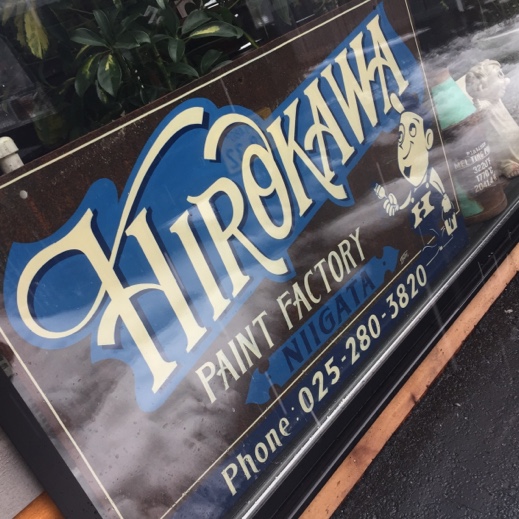 HIROKAWA
PAINT FACTORY
NIIGATA
Phone: 025-280-3820
H